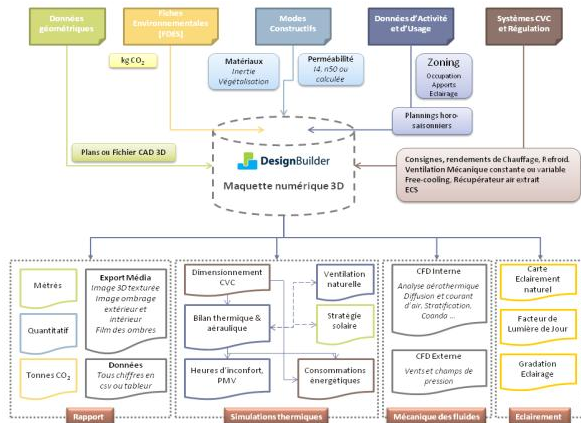 Données
géométriques
Fiches
Environnementales
(FDES)
Modes
Constructifs
Données d'Activité et
d'Usage
Systèmes CVC
et Régulation
kg CO2
Matériaux
Inertie
Végétalisation
Perméabilité
I4, n50 ou
calculée
Zoning
Occupation
Apports
Eclairage
Plannings horo-
saisonniers
Plans ou Fichier CAD 3D
DesignBuilder
Maquette numérique 3D
Consignes, rendements de Chauffage, Refroid.
Ventilation Mécanique constante ou variable
Free-cooling, Récupérateur air extrait
ECS
Métrés
Quantitatif
Tonnes CO2
Export Média
Image 3D texturée
Image ombrage
extérieur et
intérieur
Film des ombres
Données
Tous chiffres en
csv ou tableur
Rapport
Dimensionnement
CVC
Bilan thermique &
aéraulique
Heures d'inconfort,
PMV
Ventilation
naturelle
Stratégie
solaire
Consommations
énergétiques
Simulations thermiques
CFD Interne
Analyse aérothermique
Diffusion et courant
d'air. Stratification.
Coanda ...
CFD Externe
Vents et champs de
pression
Mécanique des fluides
Carte
Eclairement
naturel
Facteur de
Lumière de Jour
Gradation
Eclairage
Eclairement